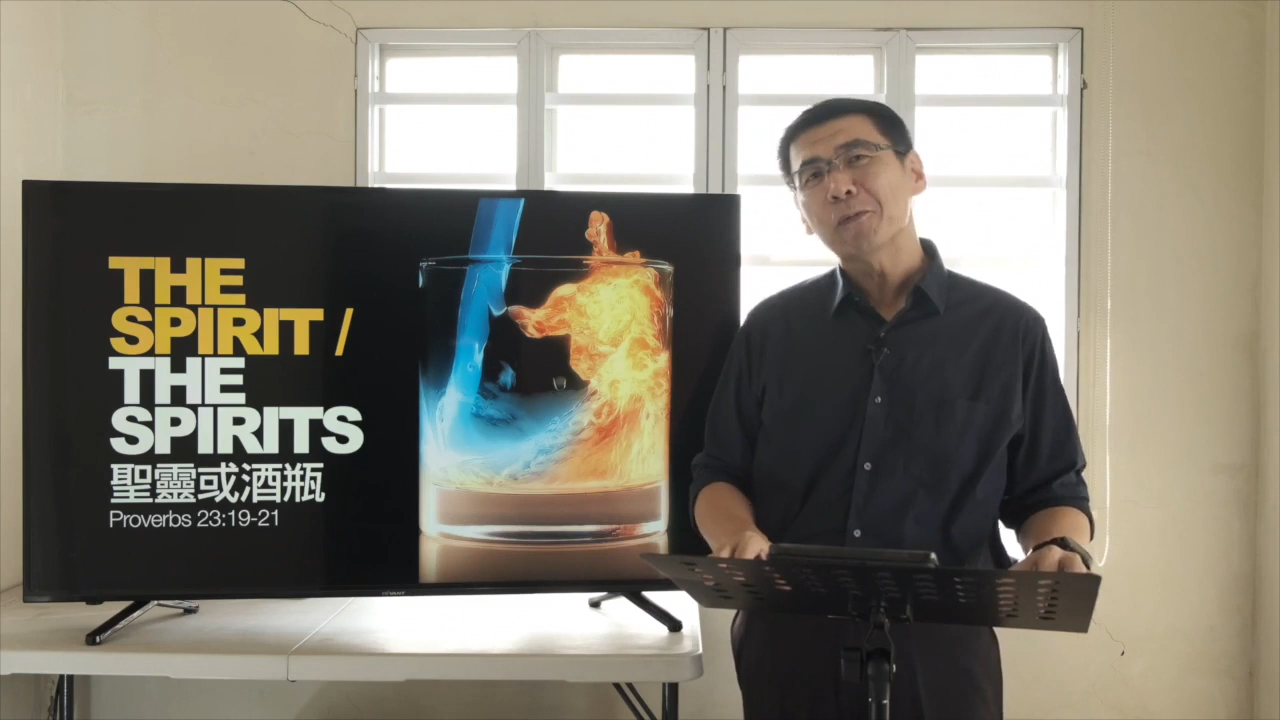 THE
SPIRIT /
THE
SPIRITS
聖靈或酒瓶
Proverbs 23:19-21